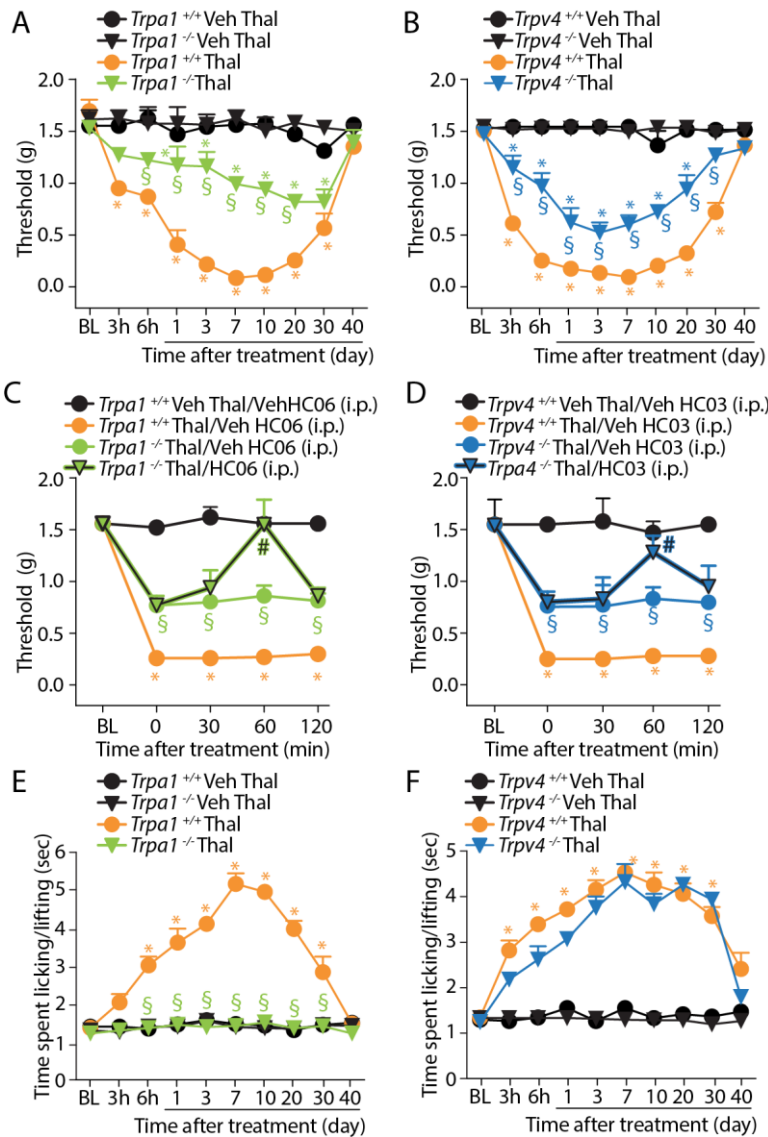 A
Trpa1 +/+ Veh Thal
Trpa1 -/- Veh Thal
Trpa1 +/+ Thal
Trpa1 -/- Thal
Threshold (g)
2.0
1.5
1.0
0.5
0.0
* * * * * * * * *
* * * * * *
§ § § § § § §
BL 3h 6h 1 3 7 10 20 30 40
Time after treatment (day)
B
Trpv4 +/+ Veh Thal
Trpv4 -/- Veh Thal
Trpv4 +/+ Thal
Trpv4 -/- Thal
Threshold (g)
2.0
1.5
1.0
0.5
0.0
* * * * * * *
§ § § § § § § §
* * * * * * * *
BL 3h 6h 1 3 7 10 20 30 40
Time after treatment (day)
C
Trpa1 +/+ Veh Thal/VehHC06 (i.p.)
Trpa1 +/+ Thal/Veh HC06 (i.p.)
Trpa1 -/- Thal/Veh HC06 (i.p.)
Trpa1 -/- Thal/HC06 (i.p.)
Threshold (g)
2.0
1.5
1.0
0.5
0.0
#
§ § § §
* * * *
BL 0 30 60 120
Time after treatment (min)
D
Trpv4 +/+ Veh Thal/Veh HC03 (i.p.)
Trpv4 +/+ Thal/Veh HC03 (i.p.)
Trpv4 -/- Thal/Veh HC03 (i.p.)
Trpa4 -/- Thal/HC03 (i.p.)
Threshold (g)
2.0
1.5
1.0
0.5
0.0
#
§ § § §
* * * *
BL 0 30 60 120
Time after treatment (min)
E
Trpa1 +/+ Veh Thal
Trpa1 -/- Veh Thal
Trpa1 +/+ Thal
Trpa1 -/- Thal
Time spent licking/lifting (sec)
6
5
4
3
2
1
0
* * * * * * *
§ § § § § § §
BL 3h 6h 1 3 7 10 20 30 40
Time after treatment (day)
F
Trpv4 +/+ Veh Thal
Trpv4 -/- Veh Thal
Trpv4 +/+ Thal
Trpv4 -/- Thal
Time spent licking/lifting (sec)
5
4
3
2
1
0
* * * * * * * *
BL 3h 6h 1 3 7 10 20 30 40
Time after treatment (day)